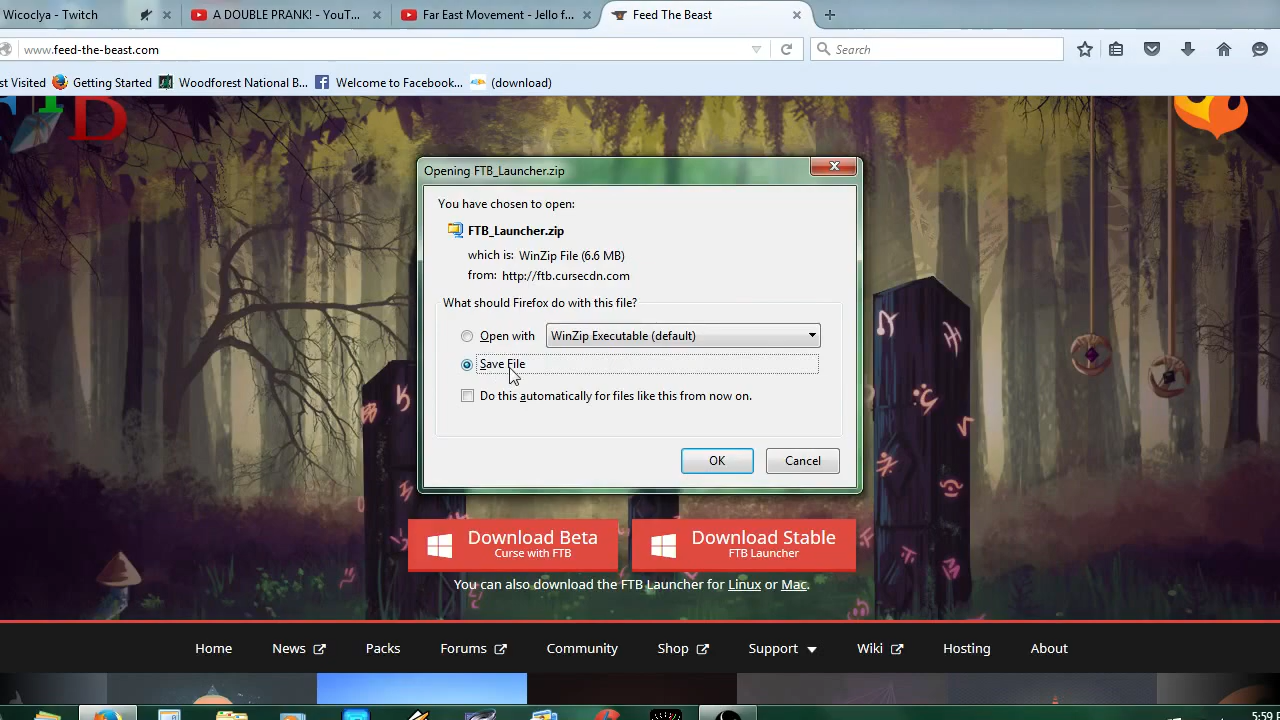 Wicoclya - Twitch
A DOUBLE PRANK! - YouT...
Far East Movement - Jello f...
Feed The Beast
www.feed-the-beast.com
Search
st Visited
Getting Started
Woodforest National B...
Welcome to Facebook...
(download)
FTB
Opening FTB_Launcher.zip
You have chosen to open:
FTB_Launcher.zip
which is: WinZip File (6.6 MB)
from: http://ftb.cursecdn.com
What should Firefox do with this file?
Open with
WinZip Executable (default)
Save File
Do this automatically for files like this from now on.
OK
Cancel
Download Beta
Curse with FTB
Download Stable
FTB Launcher
You can also download the FTB Launcher for Linux or Mac.
Home
News
Packs
Forums
Community
Shop
Support
Wiki
Hosting
About